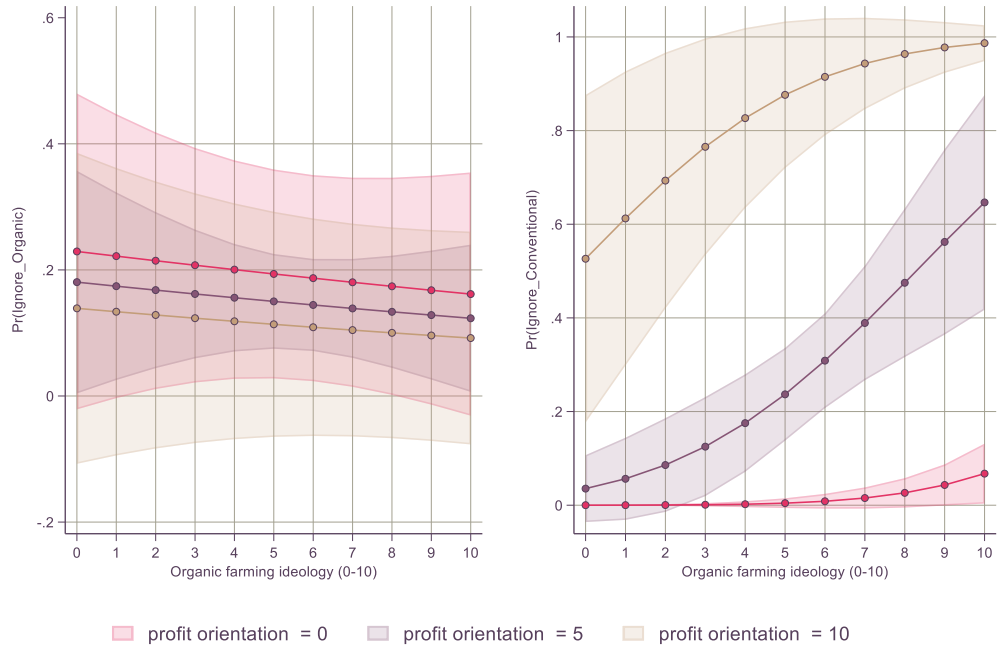 .6
.4
.2
0
-.2
Pr(Ignore_Organic)
0 1 2 3 4 5 6 7 8 9 10
Organic farming ideology (0-10)
1
.8
.6
.4
.2
0
Pr(Ignore_Conventional)
0 1 2 3 4 5 6 7 8 9 10
Organic farming ideology (0-10)
profit orientation = 0 profit orientation = 5 profit orientation = 10